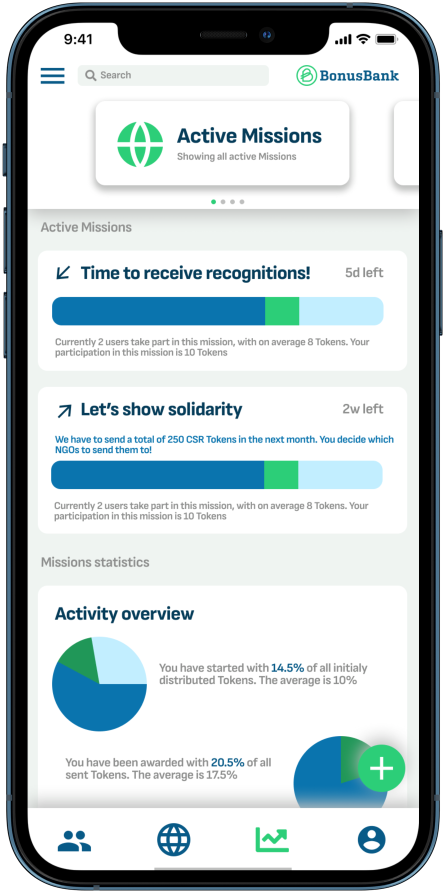 9:41
Search
BonusBank
Active Missions
Showing all active Missions
Active Missions
Time to receive recognitions!
5d left
Currently 2 users take part in this mission, with on average 8 Tokens. Your
participation in this mission is 10 Tokens
Let's show solidarity
2w left
We have to send a total of 250 CSR Tokens in the next month. You decide which
NGOs to send them to!
Currently 2 users take part in this mission, with on average 8 Tokens. Your
participation in this mission is 10 Tokens
Missions statistics
Activity overview
You have started with 14.5% of all initialy
distributed Tokens. The average is 10%
You have been awarded with 20.5% of all
sent Tokens. The average is 17.5%